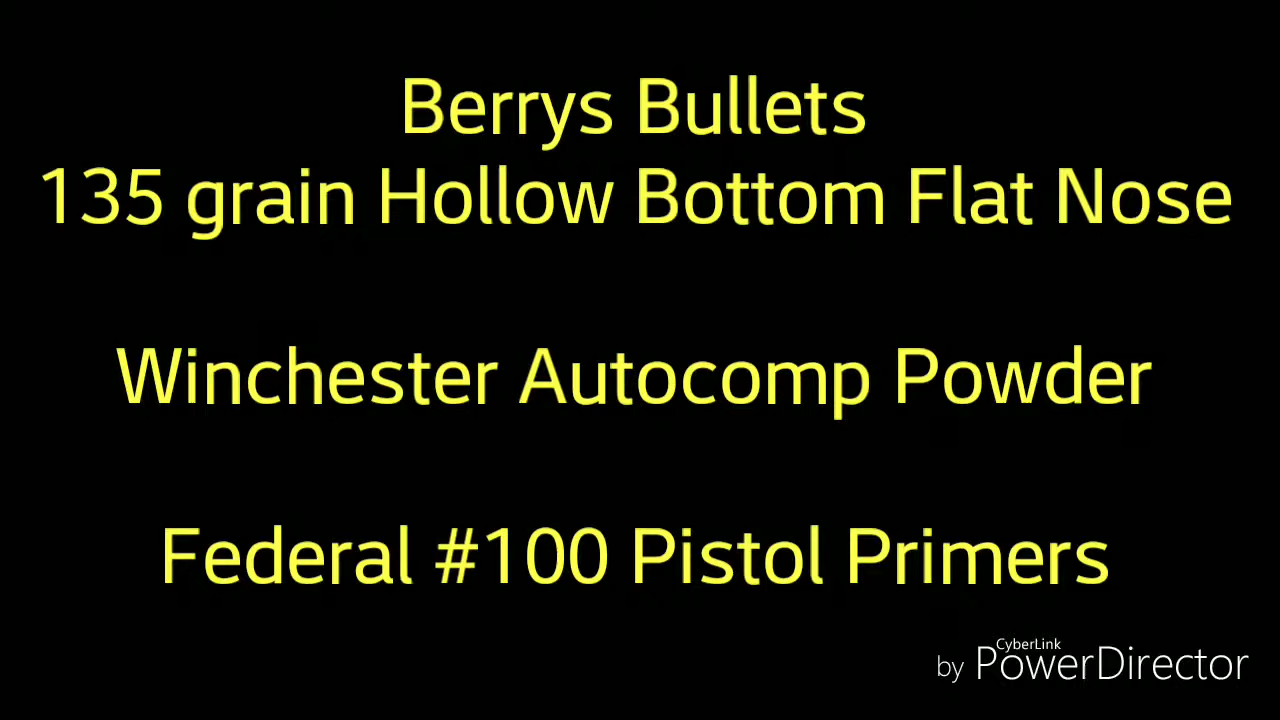 Berrys Bullets
135 grain Hollow Bottom Flat Nose
Winchester Autocomp Powder
Federal #100 Pistol Primers
CyberLink
by PowerDirector